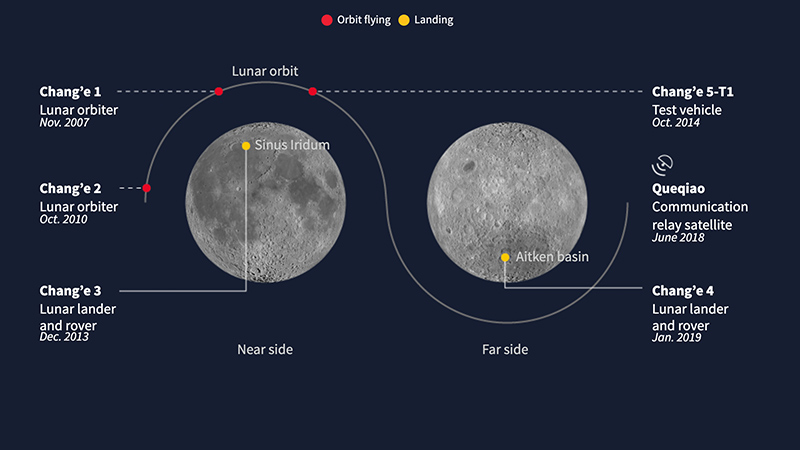 Orbit flying
Landing
Lunar orbit
Chang’e 1
Lunar orbiter
Nov. 2007
Chang’e 5-T1
Test vehicle
Oct. 2014
Sinus Iridum
Chang’e 2
Lunar orbiter
Oct. 2010
Queqiao
Communication
relay satellite
June 2018
Aitken basin
Chang’e 3
Lunar lander
and rover
Dec. 2013
Chang’e 4
Lunar lander
and rover
Jan. 2019
Near side
Far side